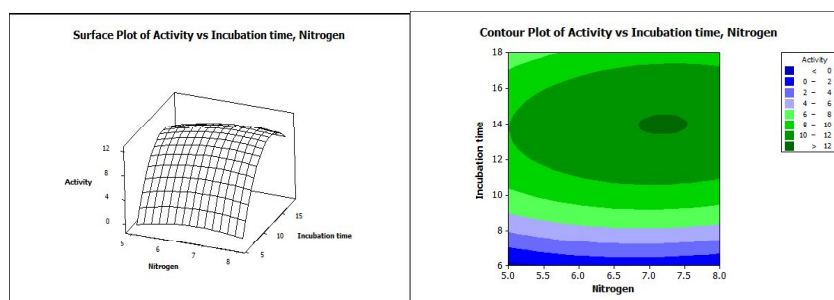 Surface Plot of Activity vs Incubation time, Nitrogen
12
8
Activity
4
0
5
6
7
8
Nitrogen
5
10
15
Incubation time
Contour Plot of Activity vs Incubation time, Nitrogen
18
16
14
12
10
8
6
Incubation time
5.0 5.5 6.0 6.5 7.0 7.5 8.0
Nitrogen
Activity
< 0
0 – 2
2 – 4
4 – 6
6 – 8
8 – 10
10 – 12
> 12